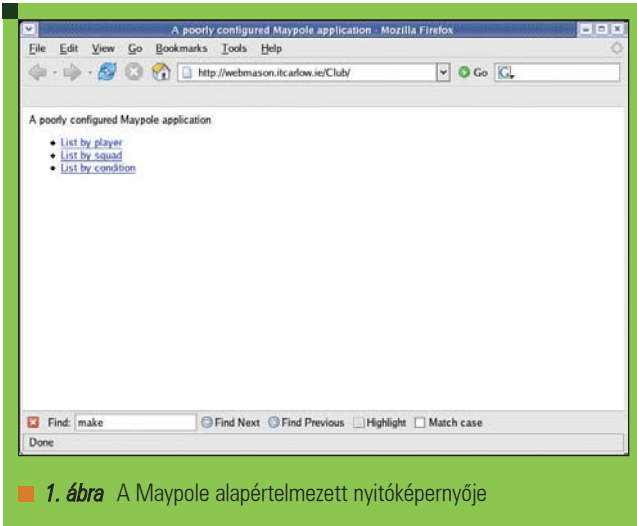 A poorly configured Maypole application - Mozilla Firefox
File Edit View Go Bookmarks Tools Help
http://webmason.itcarlow.ie/Club/ Go G
A poorly configured Maypole application
List by player
List by squad
List by condition
Find: make Find Next Find Previous Highlight Match case
Done
1. ábra A Maypole alapértelmezett nyitóképernyője